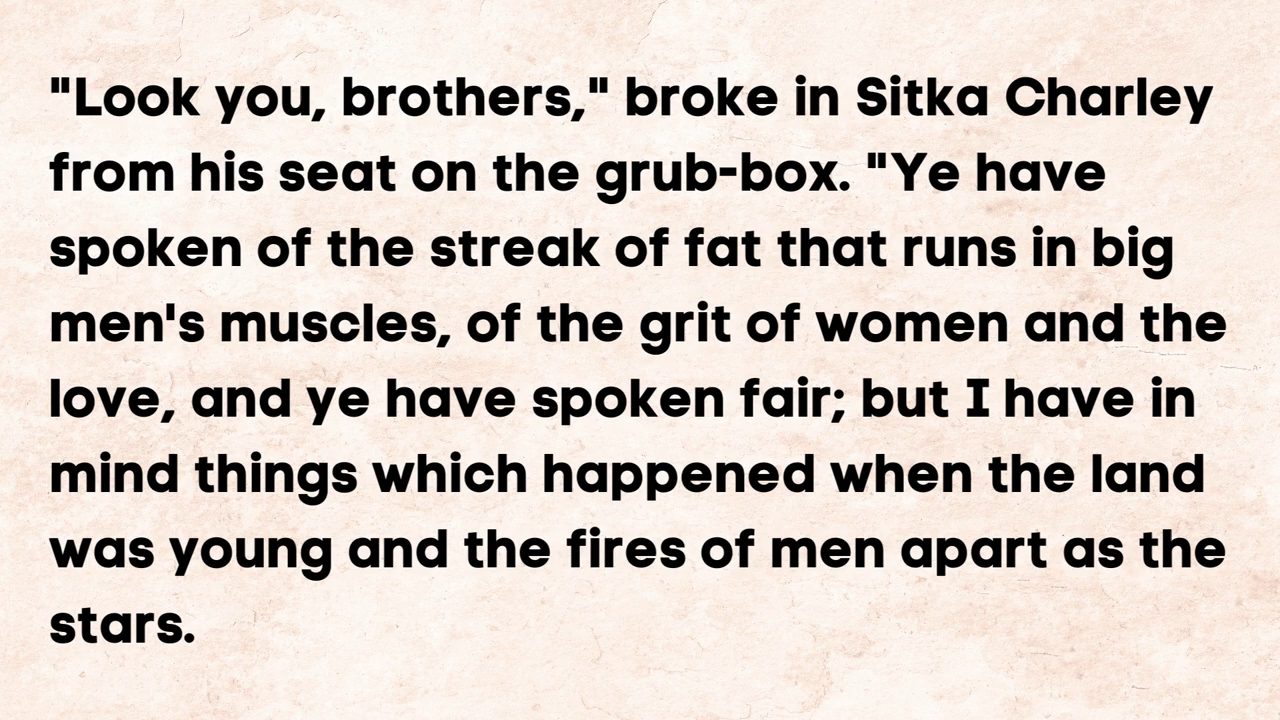 "Look you, brothers," broke in Sitka Charley
from his seat on the grub-box. "Ye have
spoken of the streak of fat that runs in big
men's muscles, of the grit of women and the
love, and ye have spoken fair; but I have in
mind things which happened when the land
was young and the fires of men apart as the
stars.